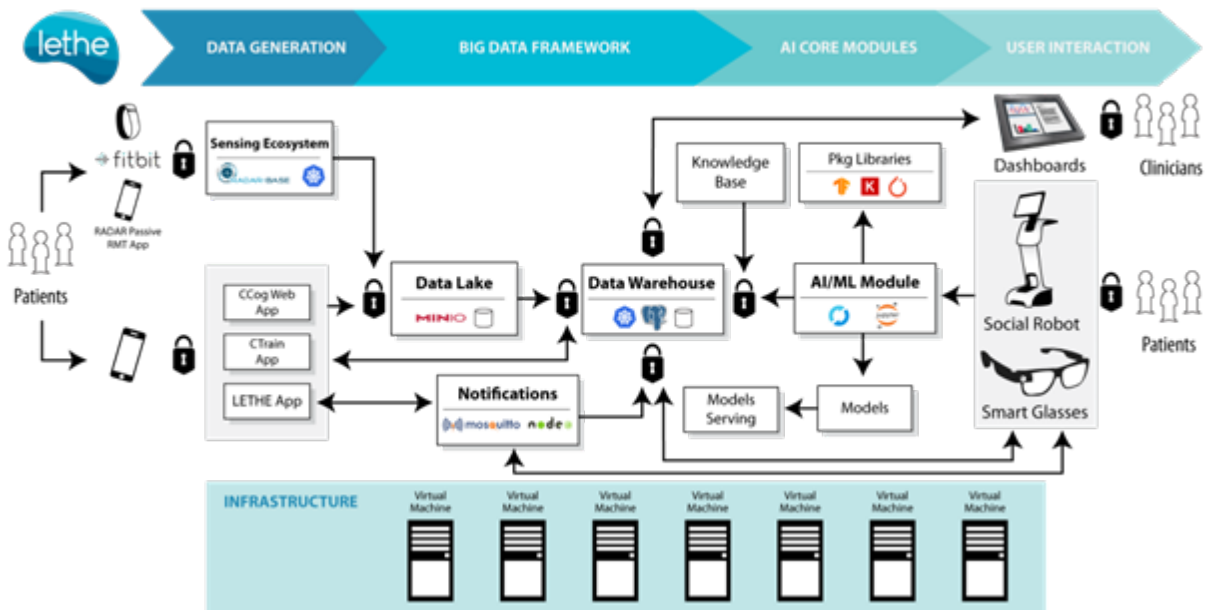 lethe
DATA GENERATION
BIG DATA FRAMEWORK
AI CORE MODULES
USER INTERACTION
fitbit
RADAR Passive
RMT App
Patients
Sensing Ecosystem
RADAR-BASE
CCog Web
App
CTrain
App
LETHE App
Data Lake
MINIO
Notifications
mosquitto
node
Data Warehouse
Knowledge
Base
Pkg Libraries
K
AI/ML Module
Models
Serving
Models
Dashboards
Clinicians
Social Robot
Smart Glasses
Patients
INFRASTRUCTURE
Virtual
Machine
Virtual
Machine
Virtual
Machine
Virtual
Machine
Virtual
Machine
Virtual
Machine
Virtual
Machine